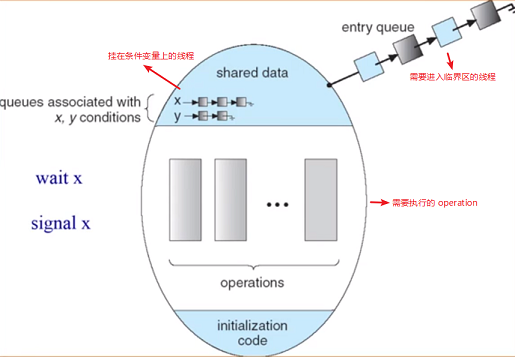 entry queue
挂在条件变量上的线程
shared data
需要进入临界区的线程
queues associated with
x, y conditions
x
y
wait x
signal x
•••
需要执行的 operation
operations
initialization
code